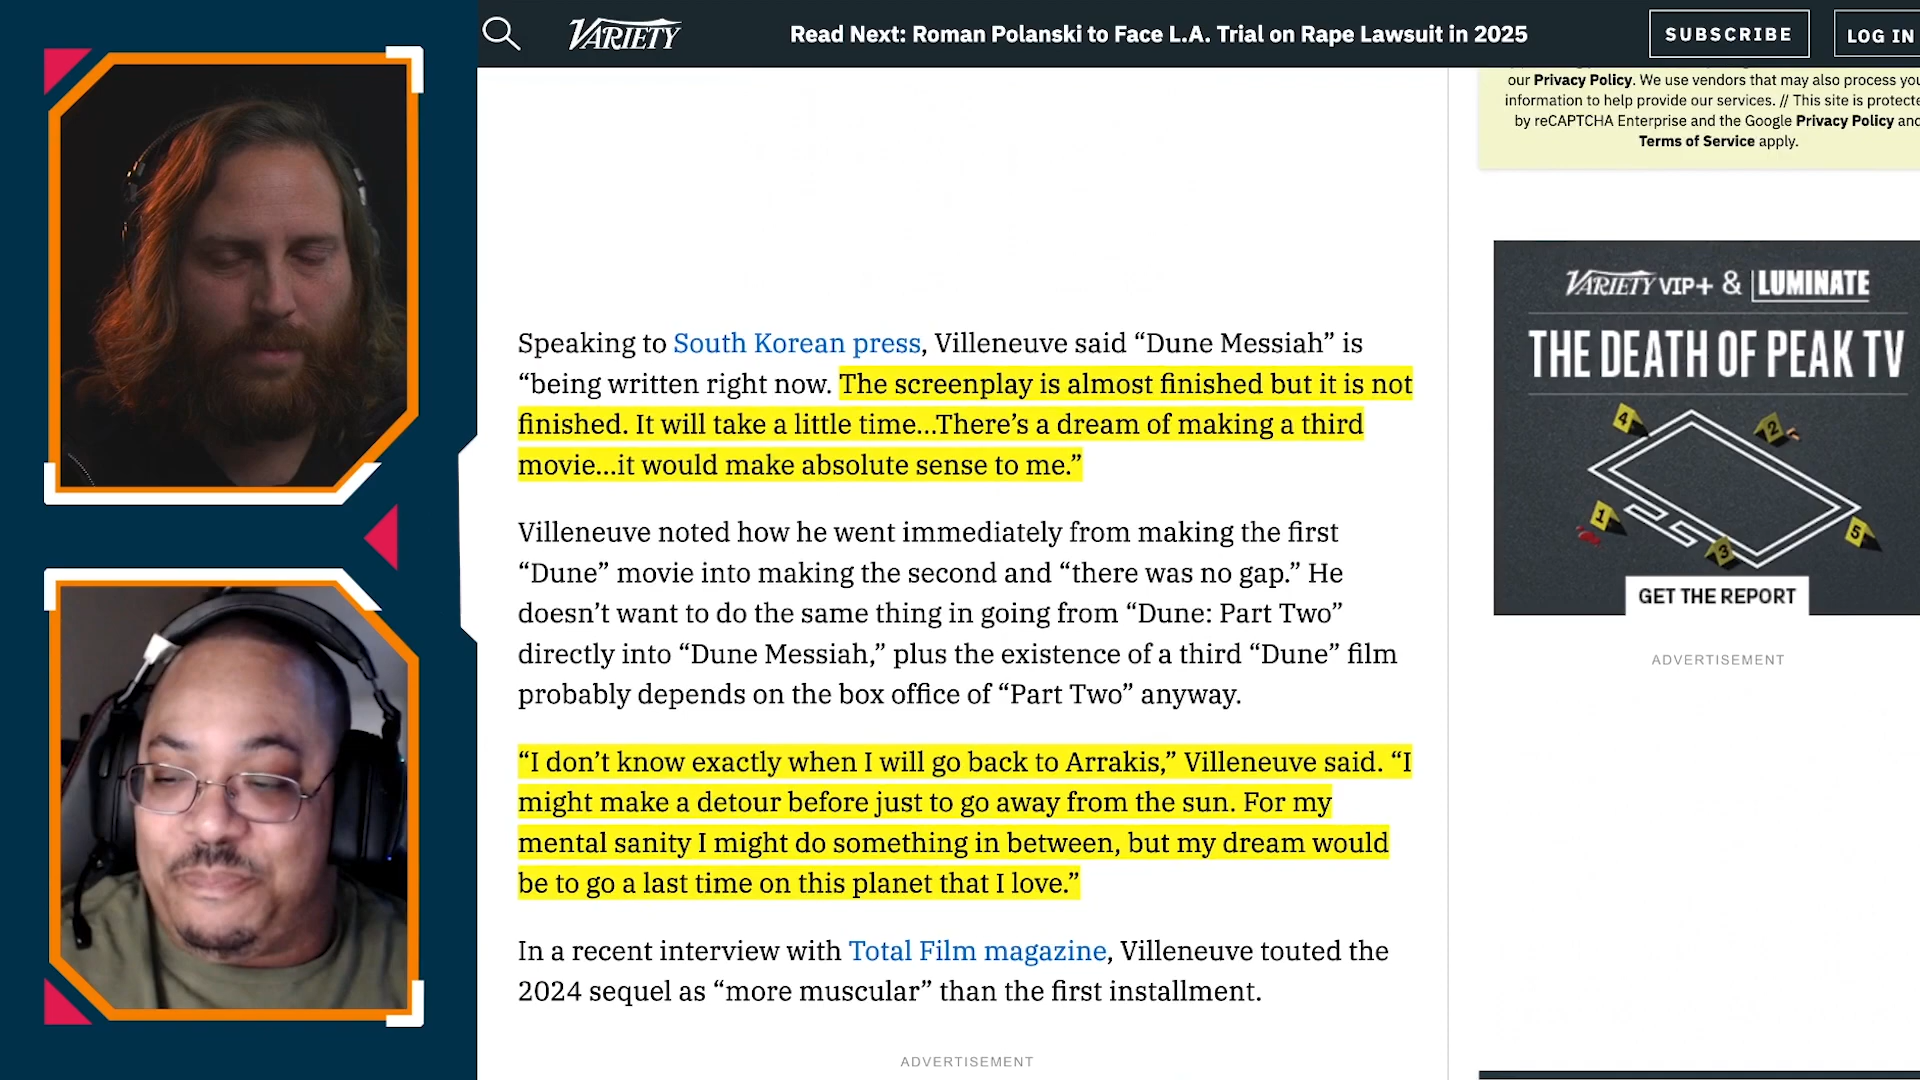 VARIETY
Read Next: Roman Polanski to Face L.A. Trial on Rape Lawsuit in 2025
SUBSCRIBE
LOG IN
our Privacy Policy. We use vendors that may also process you
information to help provide our services. // This site is protecte
by reCAPTCHA Enterprise and the Google Privacy Policy and
Terms of Service apply.
Speaking to South Korean press, Villeneuve said “Dune Messiah” is
“being written right now. The screenplay is almost finished but it is not
finished. It will take a little time…There’s a dream of making a third
movie…it would make absolute sense to me.”
Villeneuve noted how he went immediately from making the first
“Dune” movie into making the second and “there was no gap.” He
doesn’t want to do the same thing in going from “Dune: Part Two”
directly into “Dune Messiah,” plus the existence of a third “Dune” film
probably depends on the box office of “Part Two” anyway.
“I don’t know exactly when I will go back to Arrakis,” Villeneuve said. “I
might make a detour before just to go away from the sun. For my
mental sanity I might do something in between, but my dream would
be to go a last time on this planet that I love.”
In a recent interview with Total Film magazine, Villeneuve touted the
2024 sequel as “more muscular” than the first installment.
ADVERTISEMENT
VARIETY VIP+ & LUMINATE
THE DEATH OF PEAK TV
4
2
1
3
5
GET THE REPORT
ADVERTISEMENT